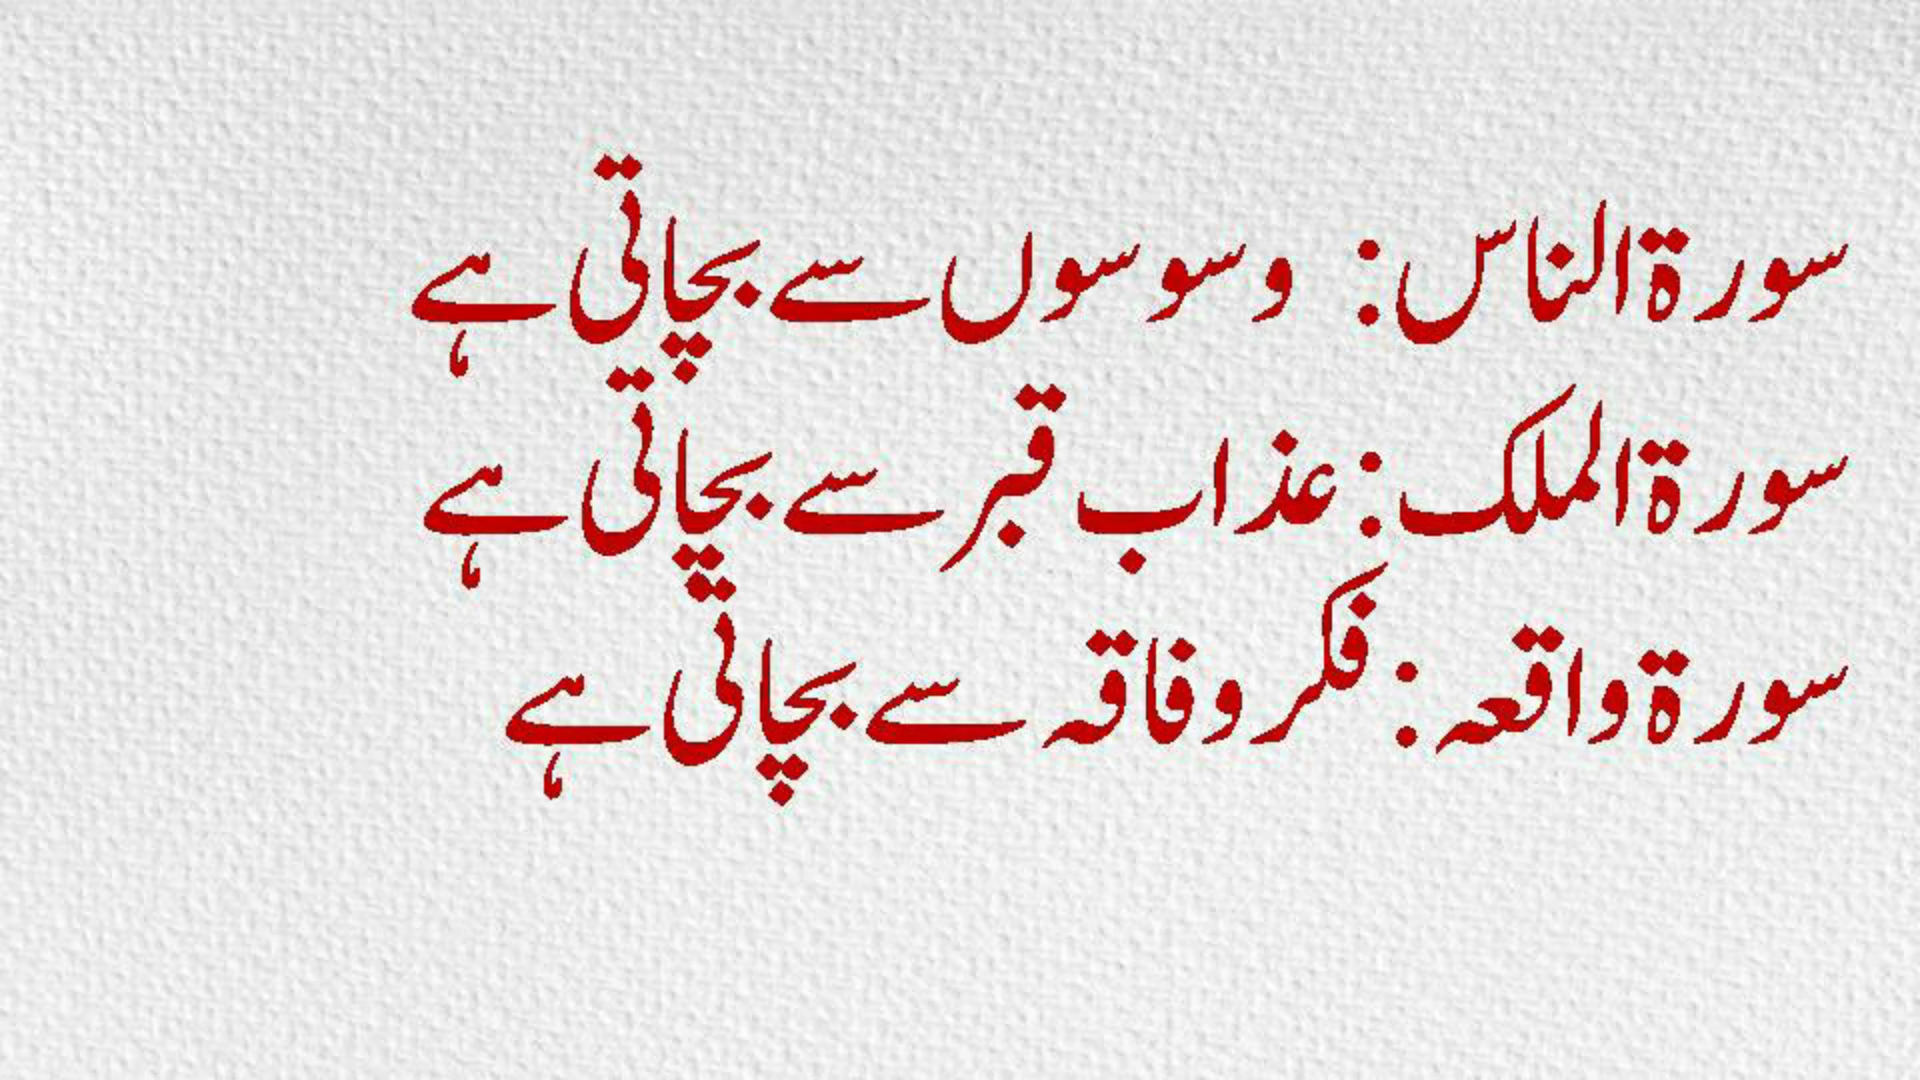 سورۃ الناس: وسوسوں سے بچاتی ہے
سورۃ الملک: عذاب قبر سے بچاتی ہے
سورۃ واقعہ: فکر و فاقہ سے بچاتی ہے